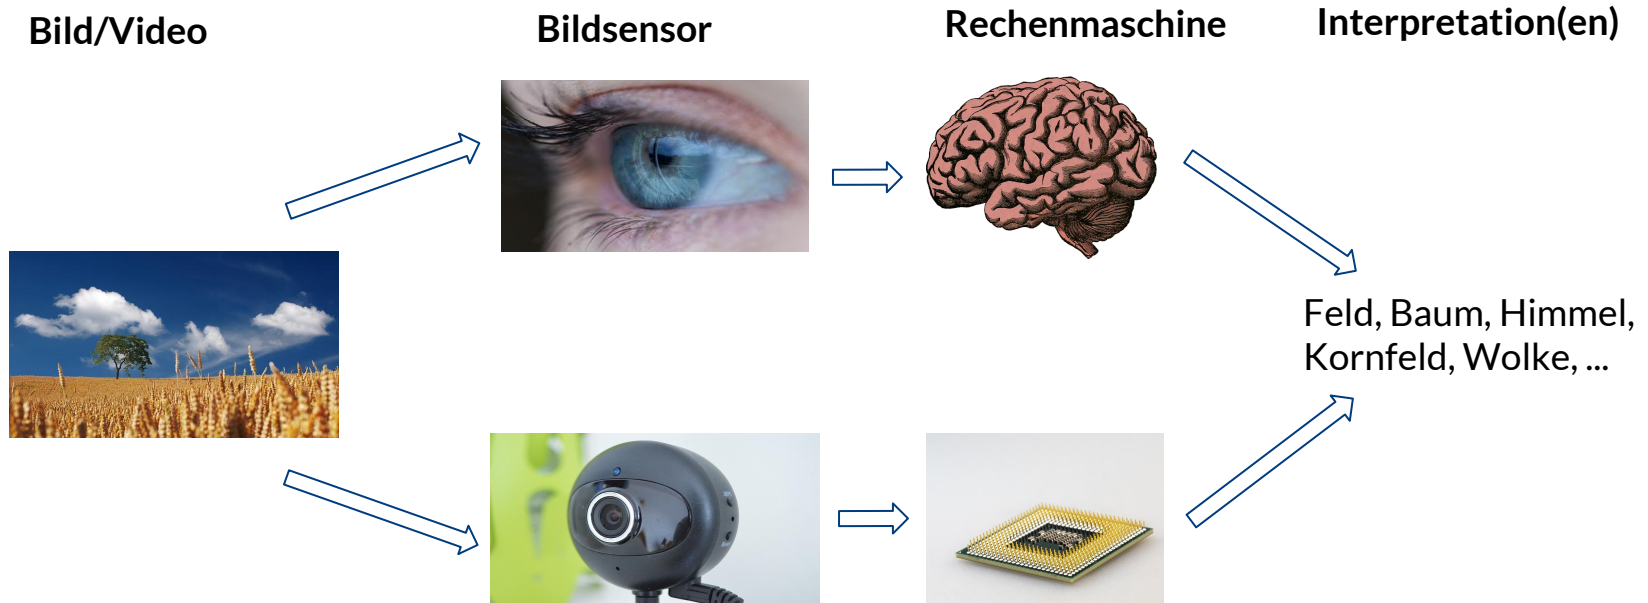 Bild/Video
Bildsensor
Rechenmaschine
Interpretation(en)
Feld, Baum, Himmel,
Kornfeld, Wolke, ...